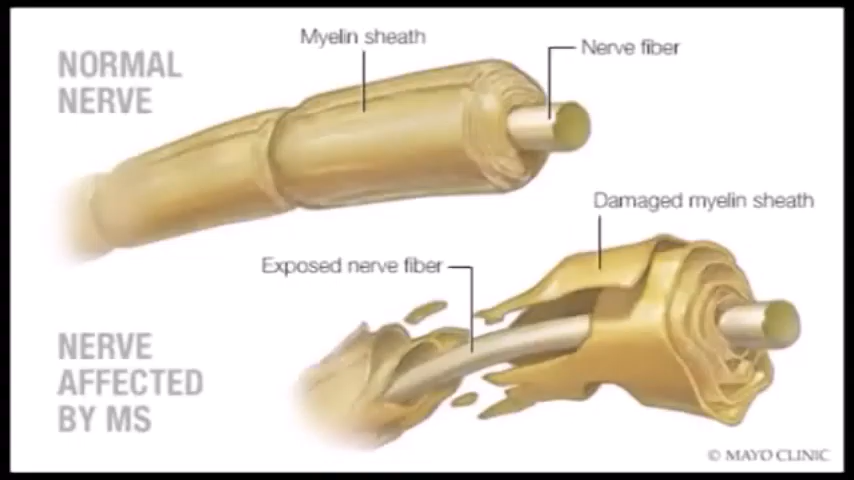 NORMAL
NERVE
Myelin sheath
Nerve fiber
Damaged myelin sheath
Exposed nerve fiber
NERVE
AFFECTED
BY MS
© MAYO CLINIC